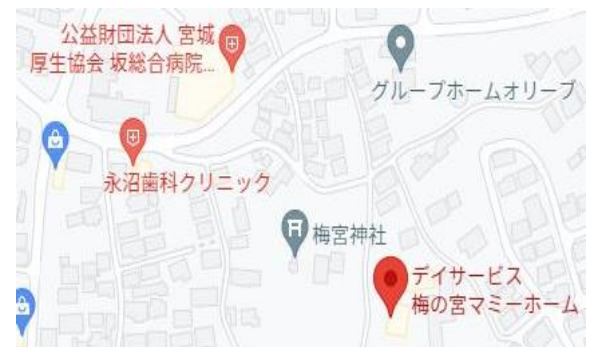 公益財団法人 宮城
厚生協会 坂総合病院...
グループホームオリーブ
永沼歯科クリニック
梅宮神社
デイサービス
梅の宮マミーホーム